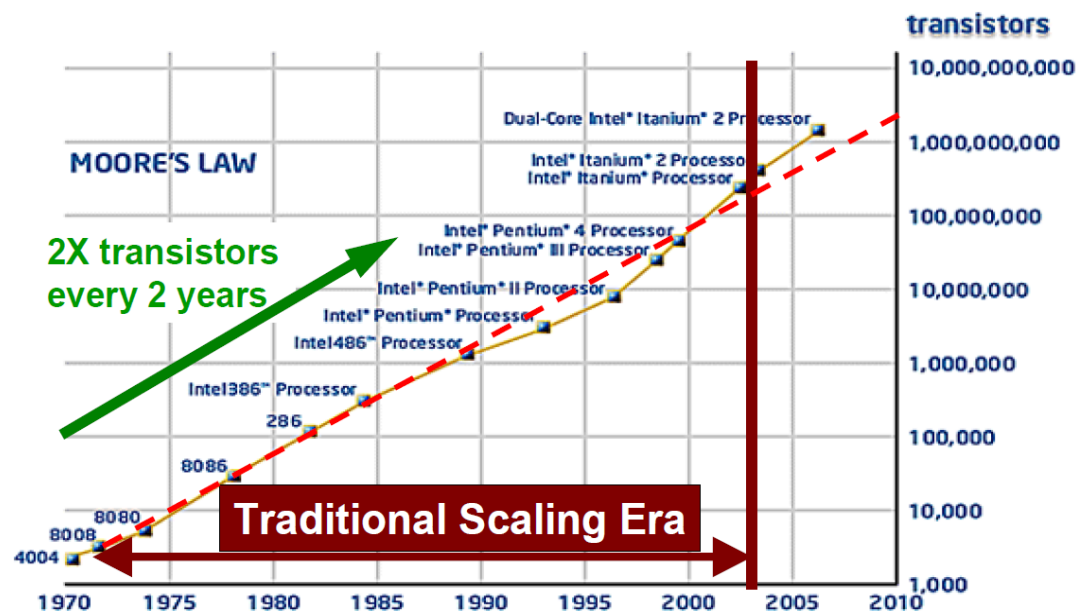 transistors
10,000,000,000
Dual-Core Intel® Itanium® 2 Processor
1,000,000,000
MOORE'S LAW
Intel® Itanium® 2 Processor
Intel® Itanium® Processor
100,000,000
Intel® Pentium® 4 Processor
Intel® Pentium® III Processor
2X transistors
every 2 years
Intel® Pentium® II Processor
10,000,000
Intel® Pentium® Processor
Intel486™ Processor
1,000,000
Intel386™ Processor
286
100,000
8086
8080
10,000
Traditional Scaling Era
8008
4004
1,000
1970 1975 1980 1985 1990 1995 2000 2005 2010